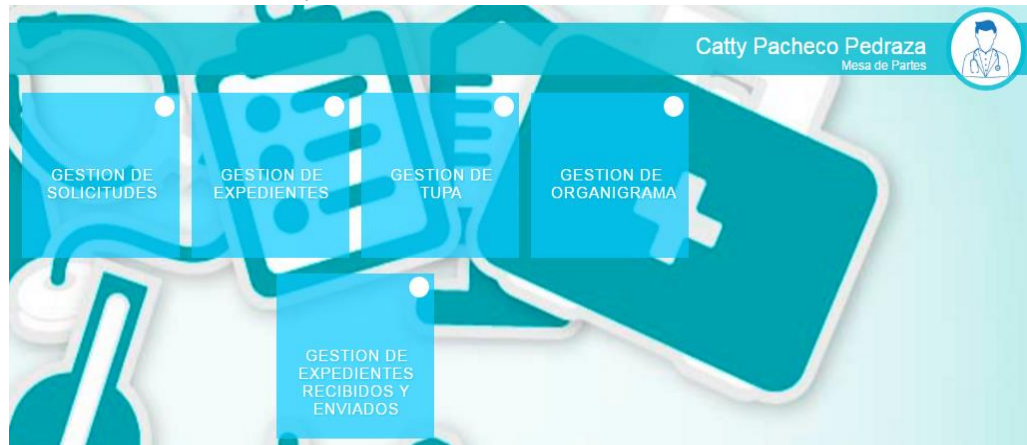 Catty Pacheco Pedraza
Mesa de Partes
GESTION DE
SOLICITUDES
GESTION DE
EXPEDIENTES
GESTION DE
TUPA
GESTION DE
ORGANIGRAMA
GESTION DE
EXPEDIENTES
RECIBIDOS Y
ENVIADOS